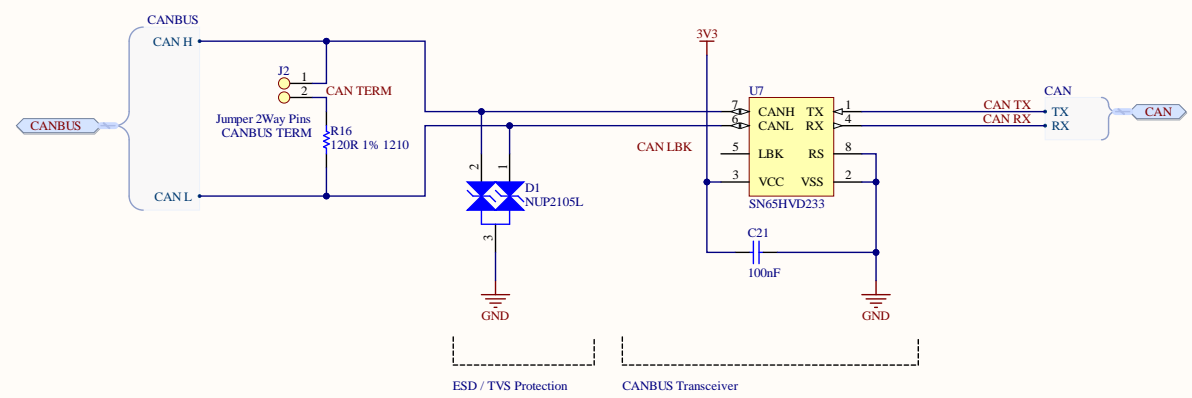 CANBUS
CANBUS
CAN H
CAN L
J2
1
2
CAN TERM
Jumper 2Way Pins
CANBUS TERM
R16
120R 1% 1210
2
1
D1
NUP2105L
3
GND
ESD / TVS Protection
3V3
CAN LBK
U7
7 CANH TX 1
6 CANL RX 4
5 LBK RS 8
3 VCC VSS 2
SN65HVD233
C21
100nF
GND
CANBUS Transceiver
CAN TX
CAN RX
CAN
TX
RX
CAN